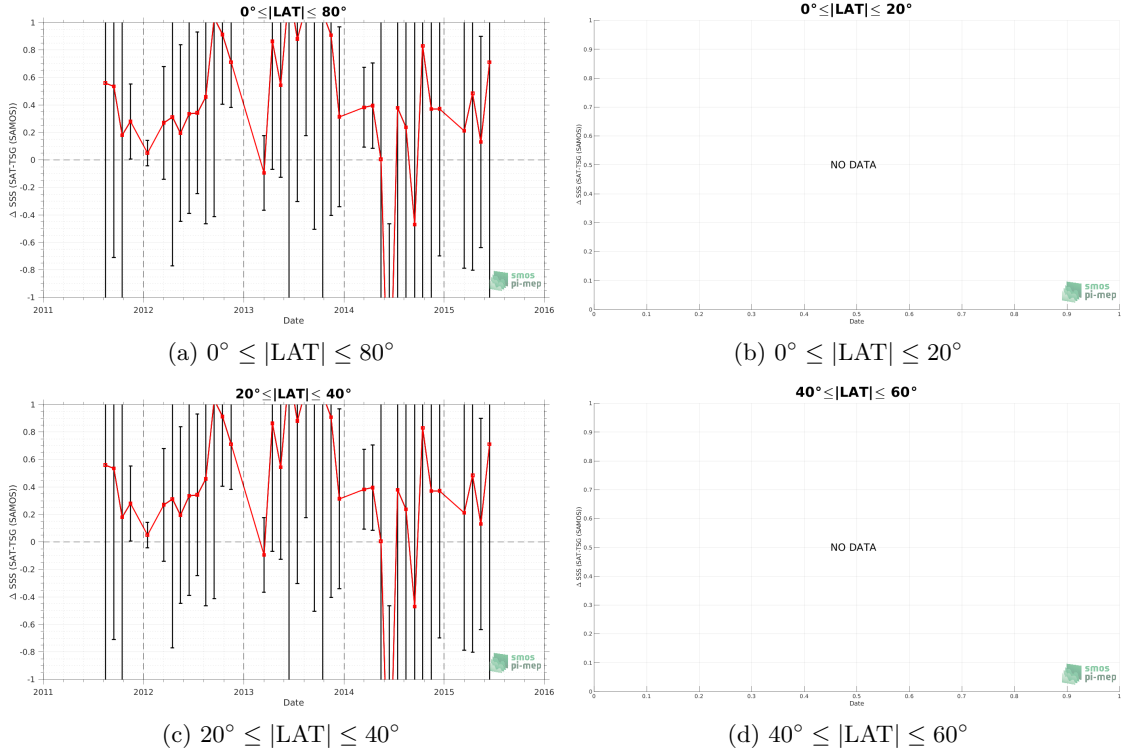 0°≤|LAT|≤ 80°
1
0.8
0.6
0.4
0.2
0
-0.2
-0.4
-0.6
-0.8
-1
Δ SSS (SAT-TSG (SAMOS))
2011 2012 2013 2014 2015 2016
Date
smos
pi-mep
(a) 0° ≤ |LAT| ≤ 80°
0°≤|LAT|≤ 20°
1
0.9
0.8
0.7
0.6
0.5
0.4
0.3
0.2
0.1
0
Δ SSS (SAT-TSG (SAMOS))
NO DATA
0 0.1 0.2 0.3 0.4 0.5 0.6 0.7 0.8 0.9 1
Date
smos
pi-mep
(b) 0° ≤ |LAT| ≤ 20°
20°≤|LAT|≤ 40°
1
0.8
0.6
0.4
0.2
0
-0.2
-0.4
-0.6
-0.8
-1
Δ SSS (SAT-TSG (SAMOS))
2011 2012 2013 2014 2015 2016
Date
smos
pi-mep
(c) 20° ≤ |LAT| ≤ 40°
40°≤|LAT|≤ 60°
1
0.9
0.8
0.7
0.6
0.5
0.4
0.3
0.2
0.1
0
Δ SSS (SAT-TSG (SAMOS))
NO DATA
0 0.1 0.2 0.3 0.4 0.5 0.6 0.7 0.8 0.9 1
Date
smos
pi-mep
(d) 40° ≤ |LAT| ≤ 60°